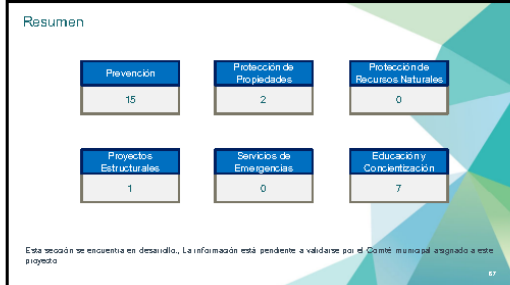 Resumen
Prevención
15
Protección de
Propiedades
2
Protección de
Recursos Naturales
0
Proyectos
Estructurales
1
Servicios de
Emergencias
0
Educación y
Concientización
7
Esta sección se encuentra en desarrollo., La información está pendiente a validarse por el Comité municipal asignado a este
proyecto
67